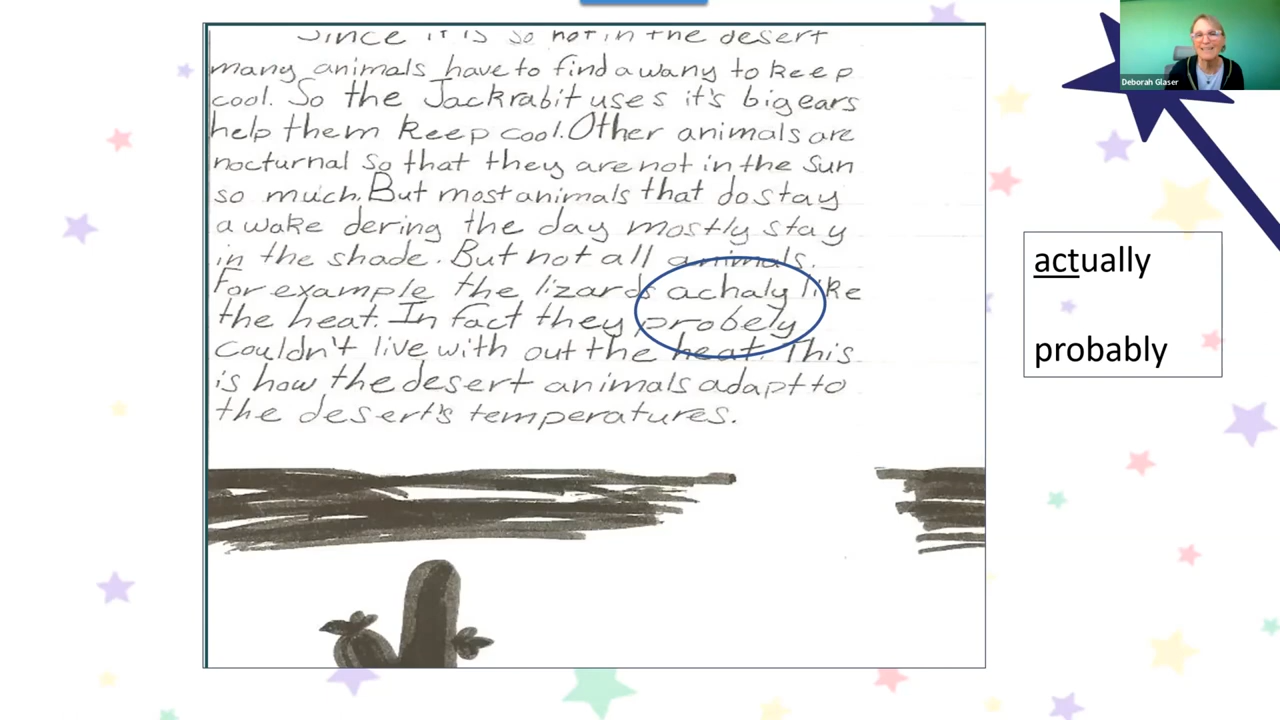 Since it is so hot in the desert
many animals have to find a wany to keep
cool. So the Jackrabit uses it's big ears
help them keep cool. Other animals are
nocturnal so that they are not in the sun
so much. But most animals that do stay
a wake dering the day mostly stay
in the shade. But not all animals.
For example the lizards achaly like
the heat. In fact they probely
couldn't live with out the heat. This
is how the desert animals adapt to
the desert's temperatures.
actually
probably
Deborah Glaser